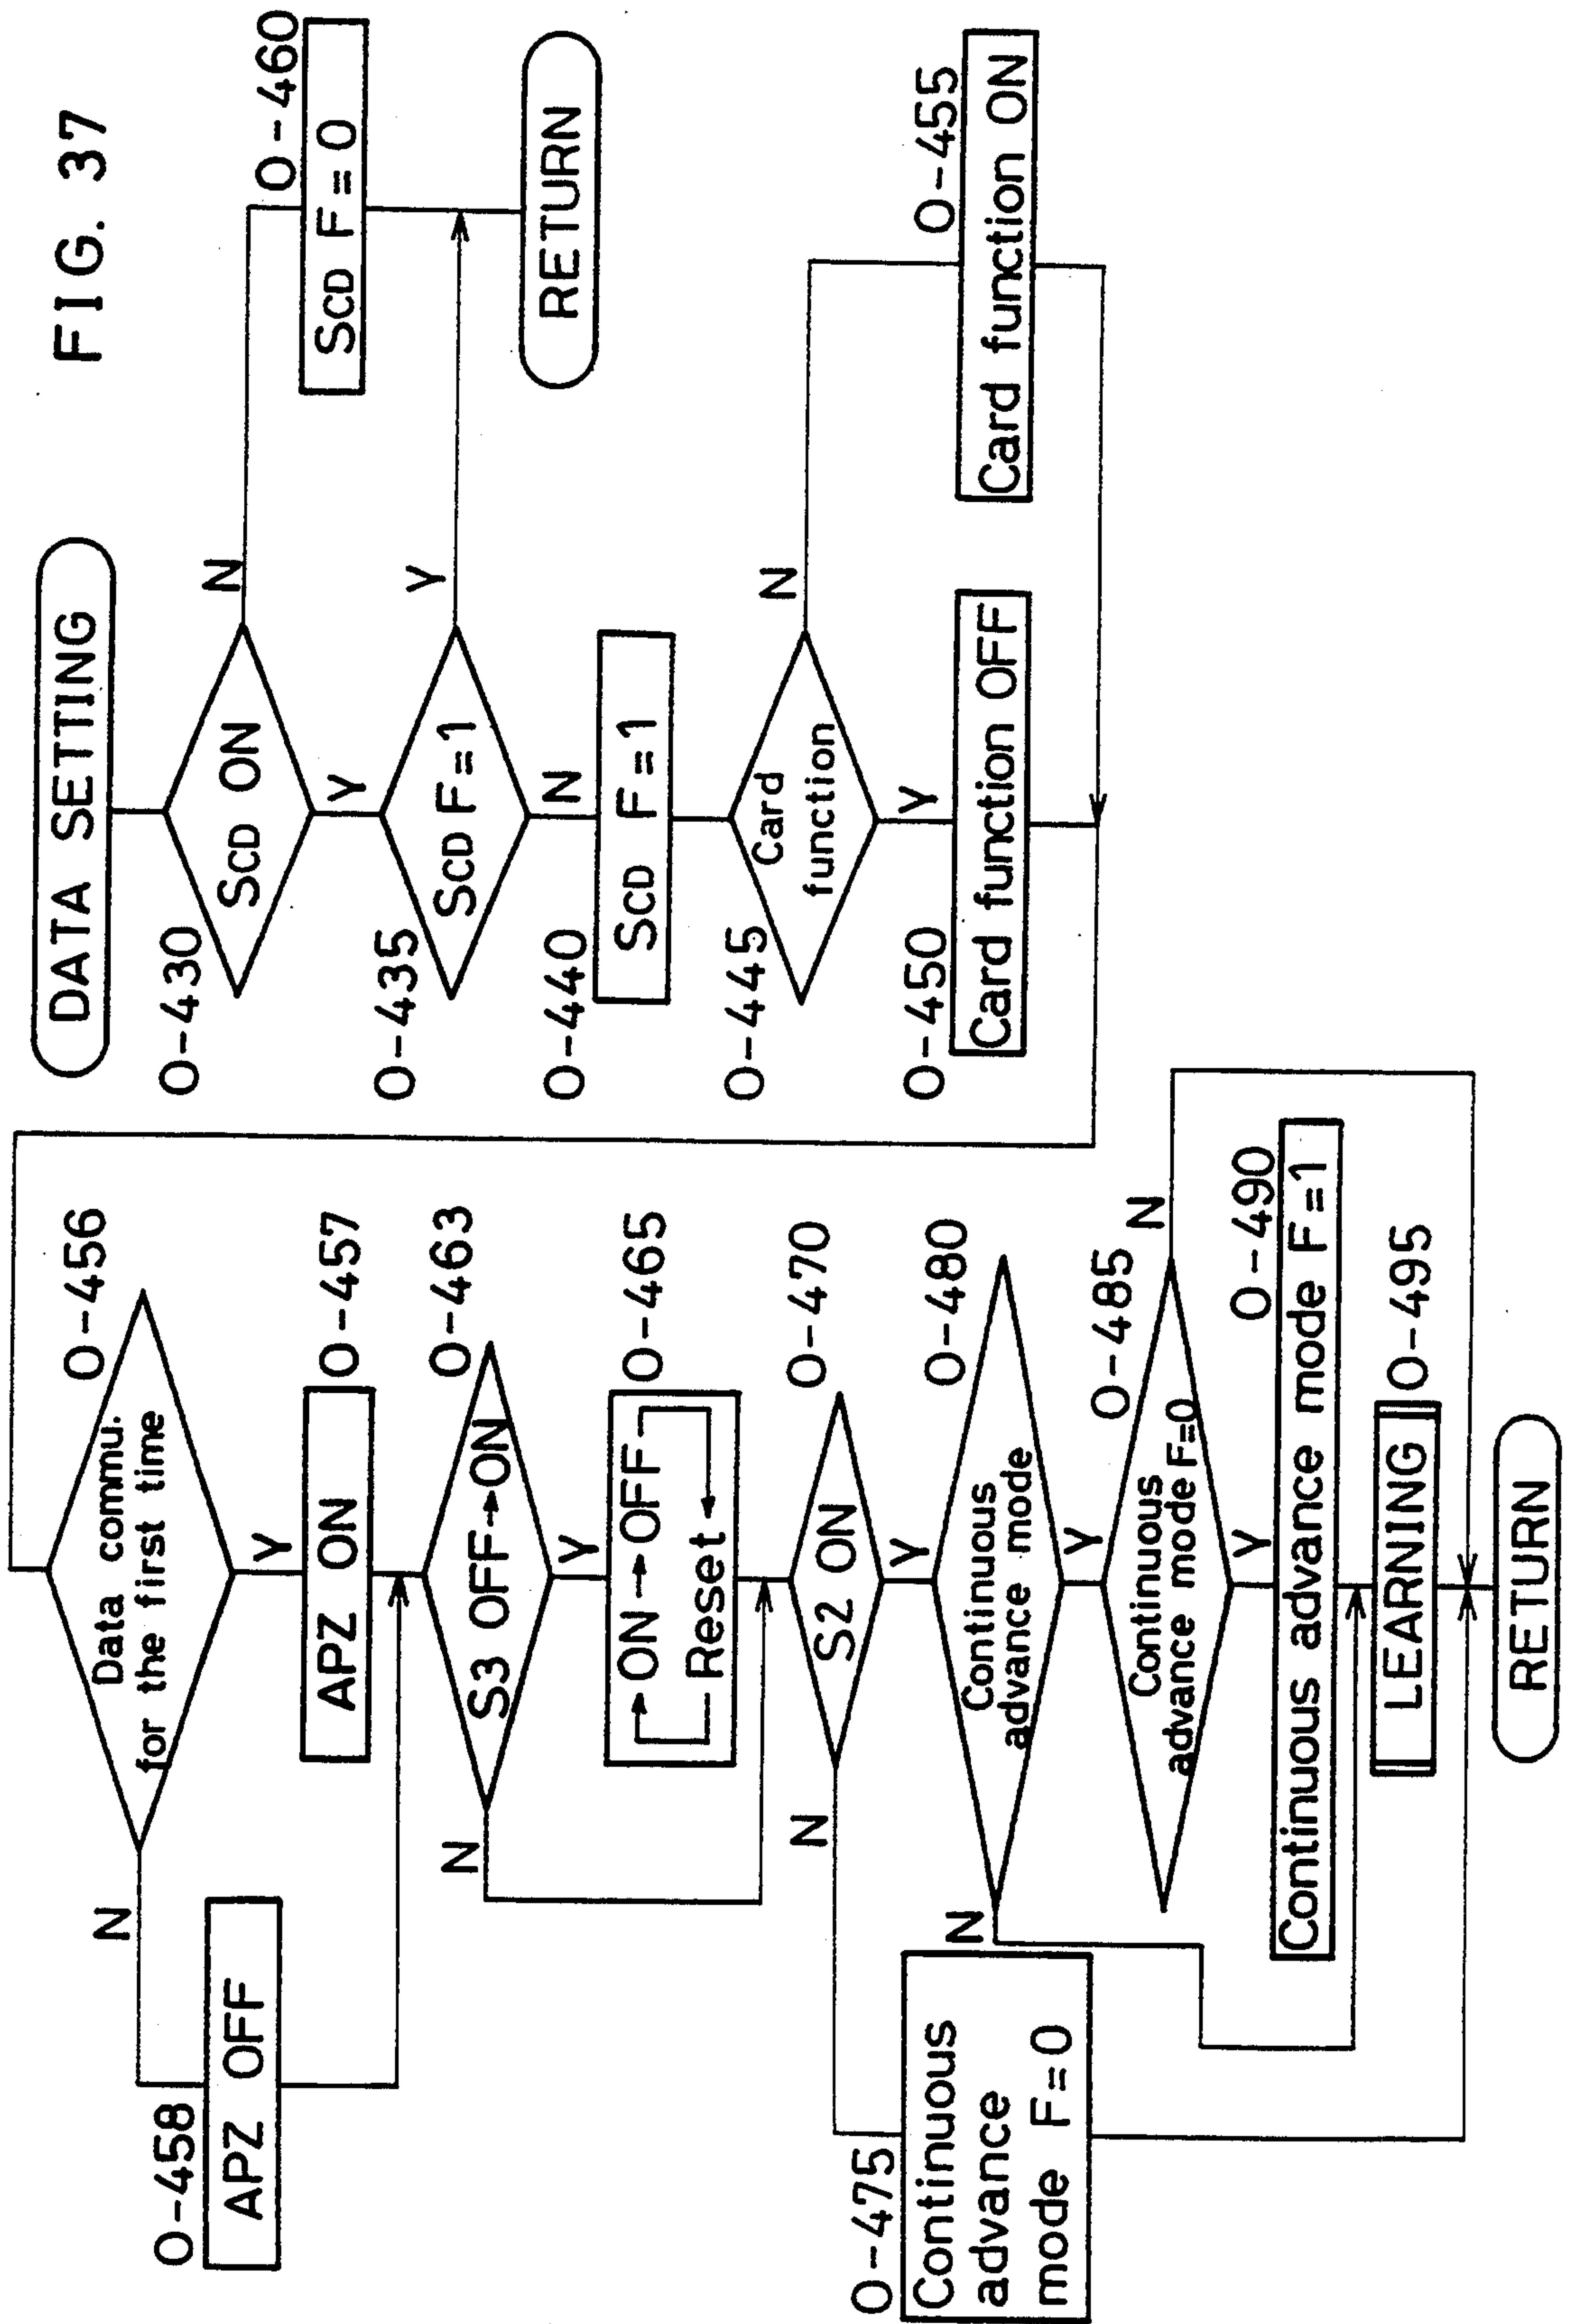 FIG. 37
DATA SETTING
O-430
SCD ON
N
Y
O-460
SCD F=0
O-435
SCD F=1
Y
N
RETURN
O-440
SCD F=1
O-445
Card
function
N
Y
O-450
Card function OFF
O-455
Card function ON
O-456
Data commu.
for the first time
N
Y
O-458
APZ OFF
O-457
APZ ON
O-463
S3 OFF→ON
N
Y
O-465
ON→OFF
Reset
O-470
S2 ON
N
Y
O-475
Continuous
advance
mode F=0
O-480
Continuous
advance mode
N
Y
O-485
Continuous
advance mode F=0
N
Y
O-490
Continuous advance mode F=1
LEARNING
O-495
RETURN